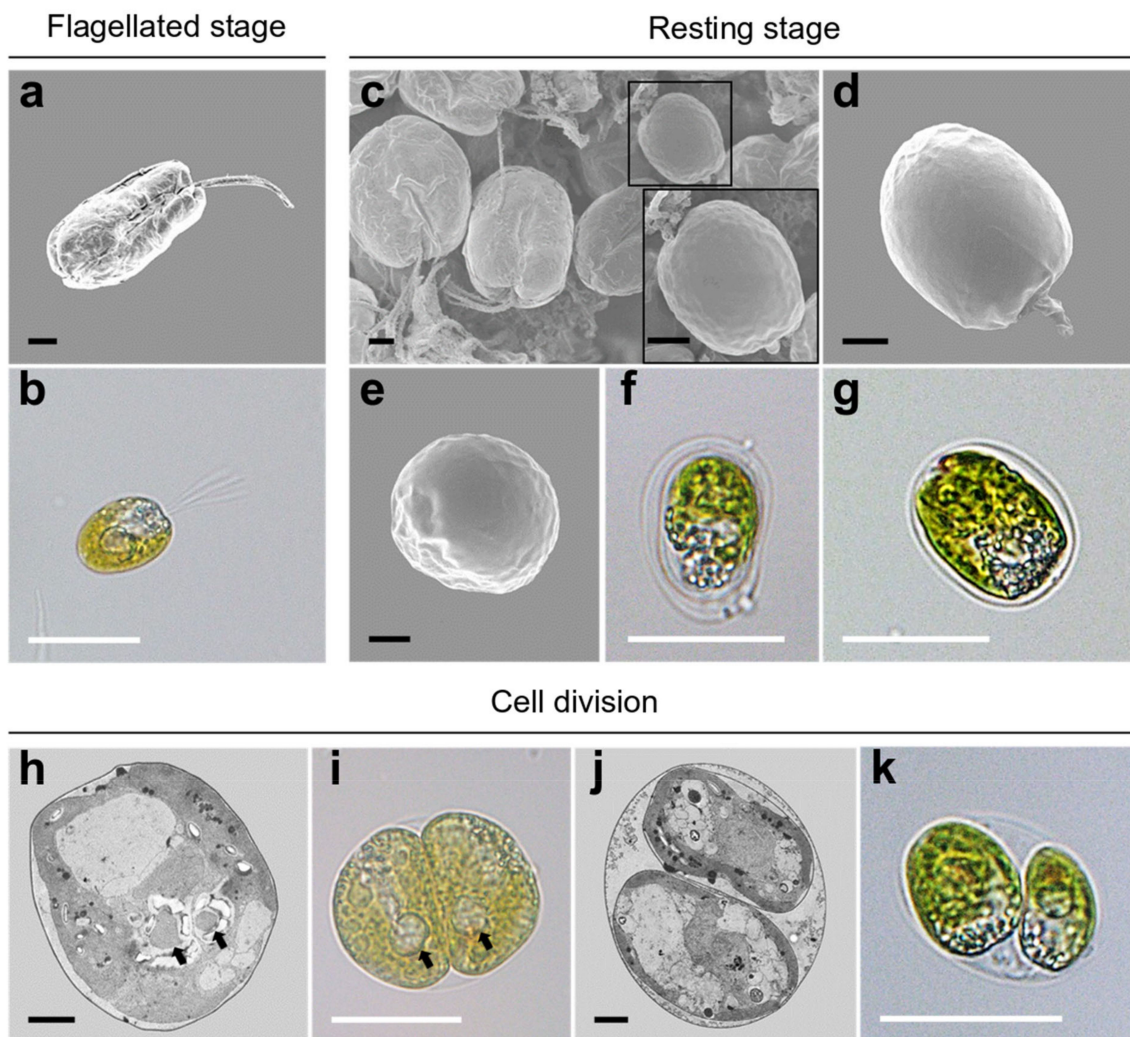 Flagellated stage
Resting stage
a
c
d
b
e
f
g
Cell division
h
i
j
k